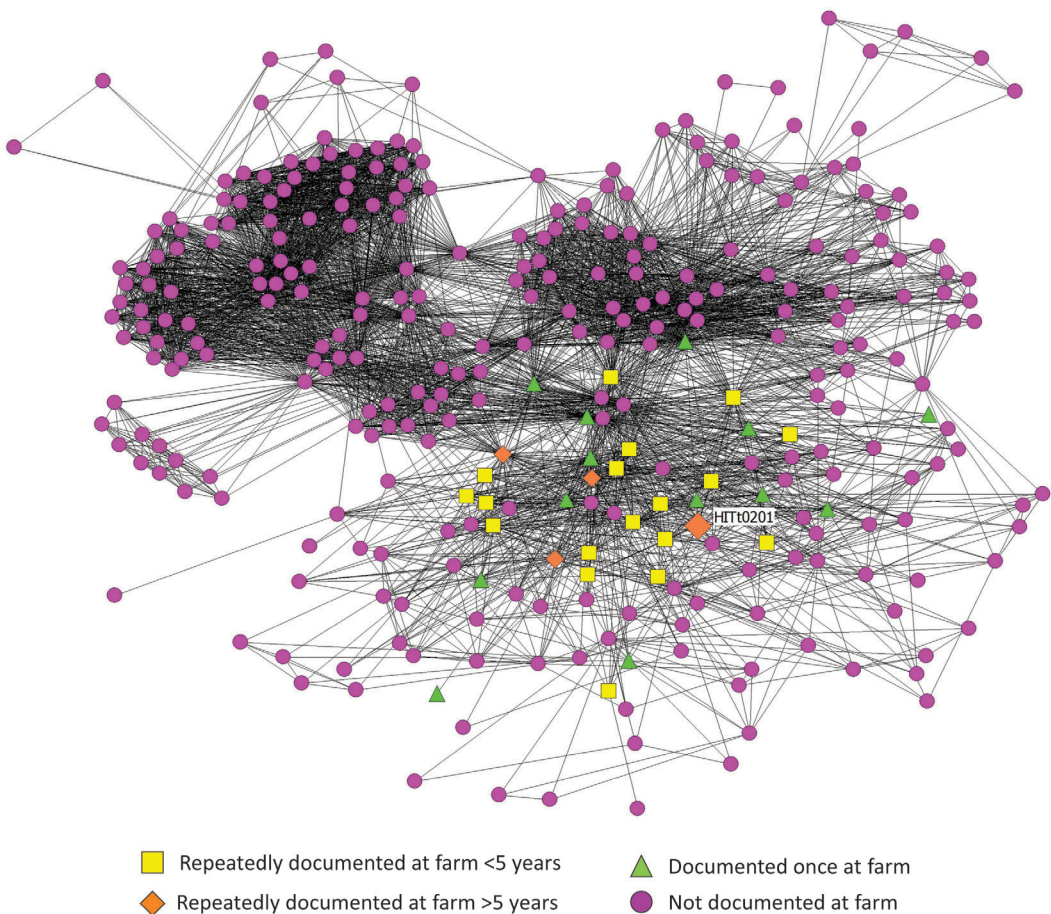 HITt0201
Repeatedly documented at farm <5 years
Documented once at farm
Repeatedly documented at farm >5 years
Not documented at farm